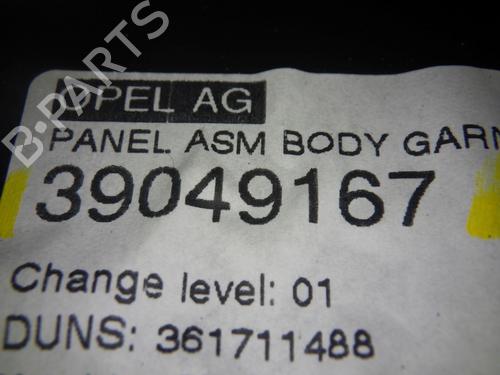 OPEL AG
PANEL ASM BODY GARN
39049167
Change level: 01
DUNS: 361711488
B-PARTS